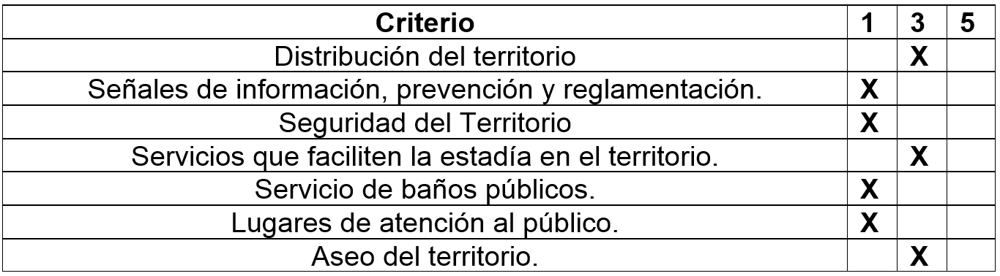 Criterio 1 3 5
Distribución del territorio X
Señales de información, prevención y reglamentación. X
Seguridad del Territorio X
Servicios que faciliten la estadía en el territorio. X
Servicio de baños públicos. X
Lugares de atención al público. X
Aseo del territorio. X